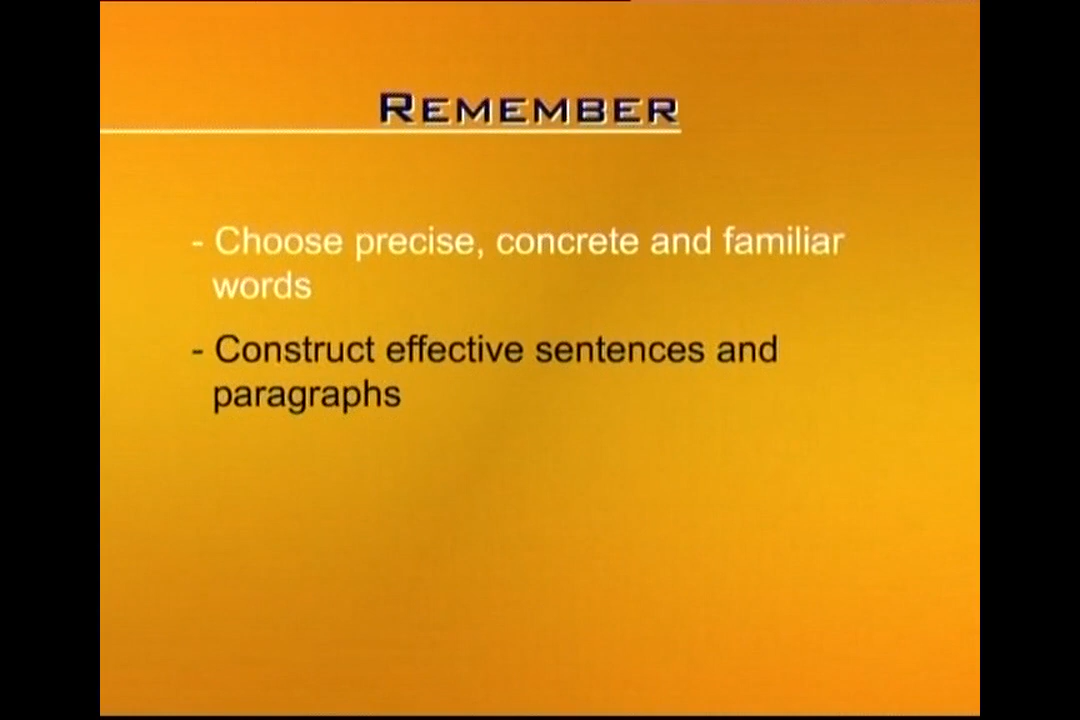 REMEMBER
- Choose precise, concrete and familiar
words
- Construct effective sentences and
paragraphs